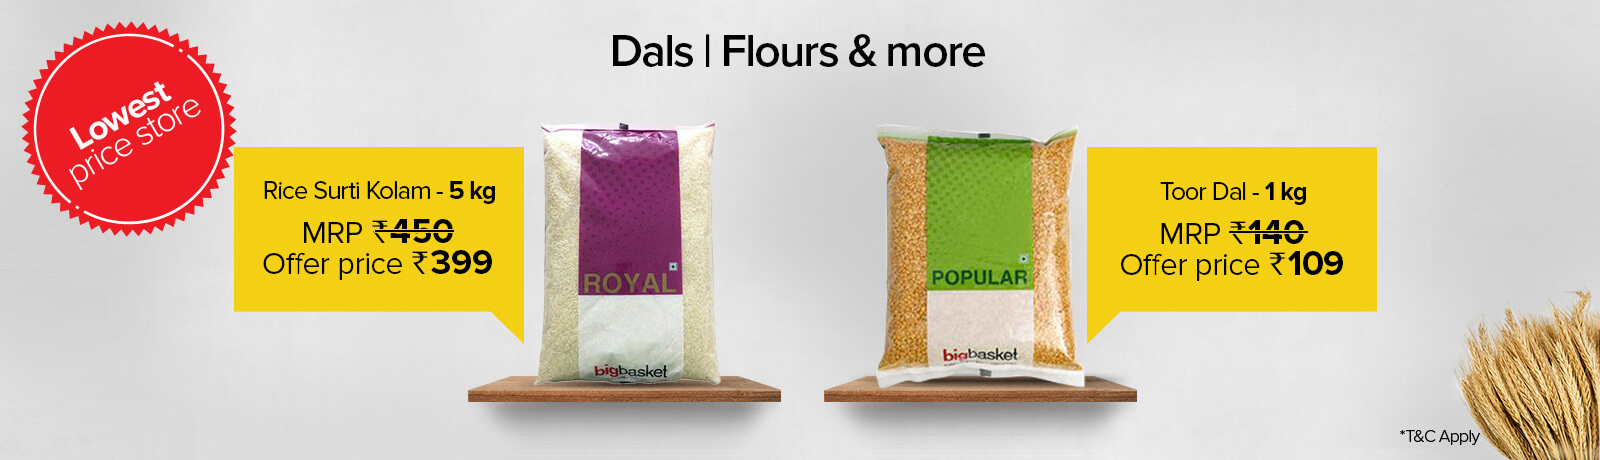 Dals | Flours & more
Lowest
price store
Rice Surti Kolam - 5 kg
MRP ₹450
Offer price ₹399
ROYAL
bigbasket
POPULAR
bigbasket
Toor Dal - 1 kg
MRP ₹140
Offer price ₹109
*T&C Apply